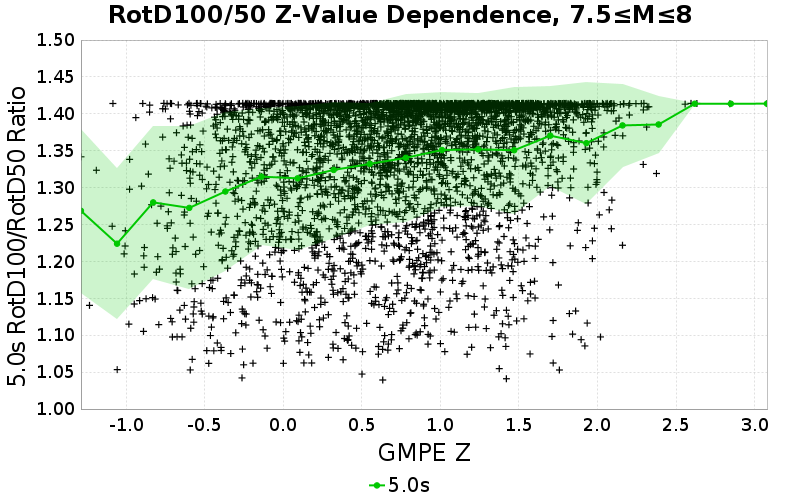 RotD100/50 Z-Value Dependence, 7.5≤M≤8
5.0s RotD100/RotD50 Ratio
1.50
1.45
1.40
1.35
1.30
1.25
1.20
1.15
1.10
1.05
1.00
-1.0 -0.5 0.0 0.5 1.0 1.5 2.0 2.5 3.0
GMPE Z
5.0s